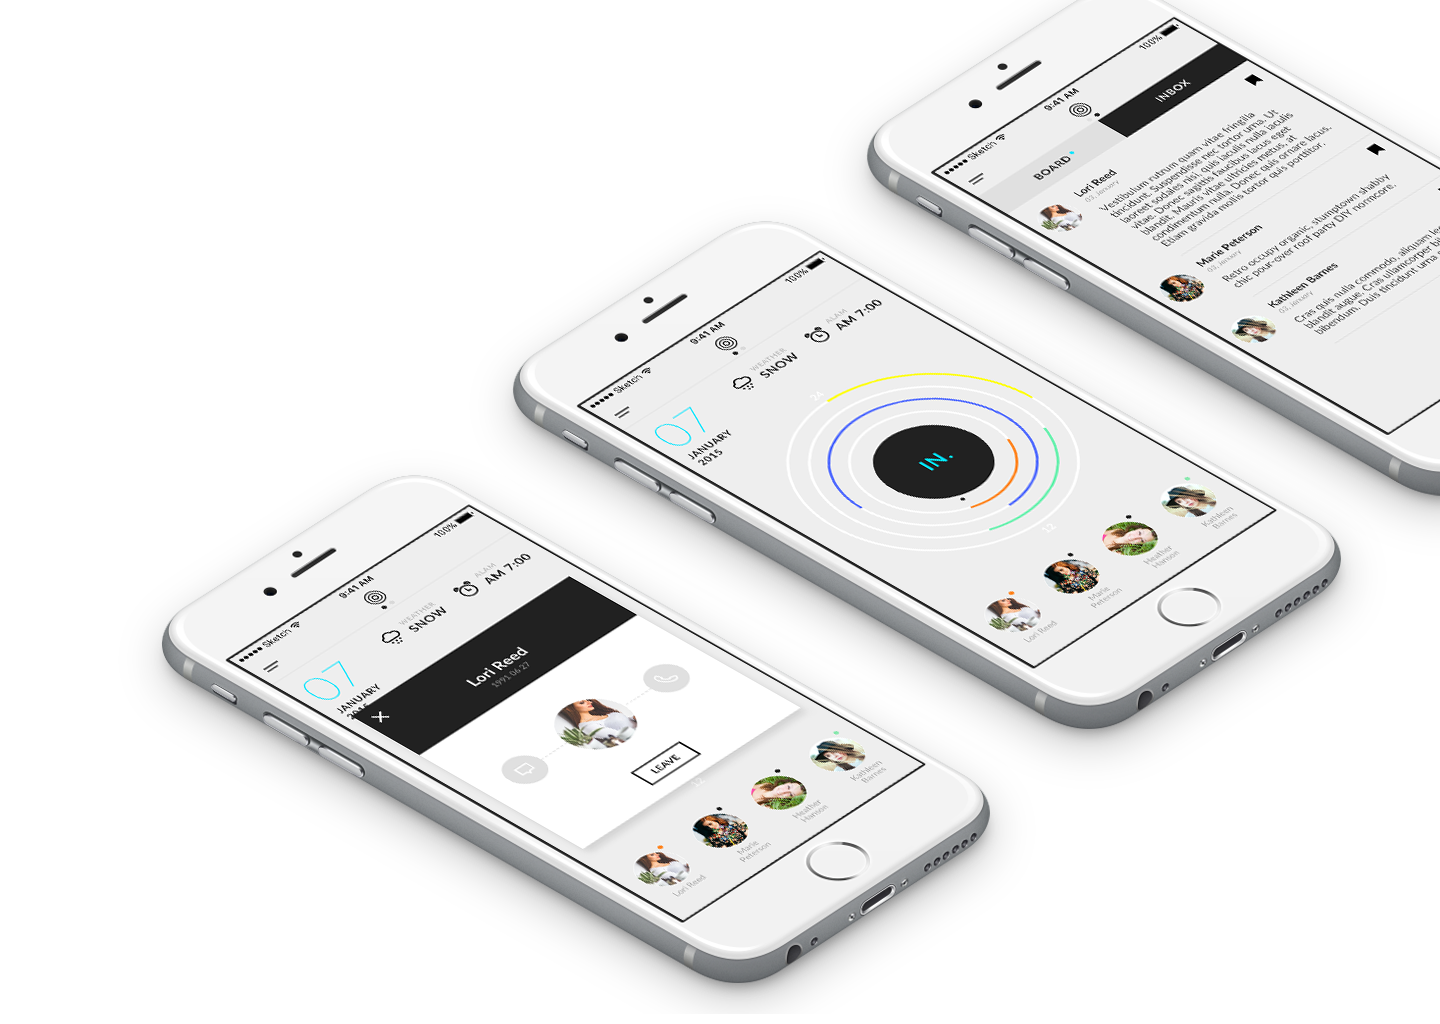 Sketch
9:41 AM
100%
07
JANUARY
WEATHER
SNOW
ALAM
AM 7:00
Lori Reed
1991 06 27
LEAVE
12
Lori Reed
Marie
Peterson
Heather
Hanson
Kathleen
Barnes
Sketch
9:41 AM
100%
07
JANUARY
2015
WEATHER
SNOW
ALAM
AM 7:00
24
IN.
12
Lori Reed
Marie
Peterson
Heather
Hanson
Kathleen
Barnes
Sketch
9:41 AM
100%
BOARD
INBOX
Lori Reed
03, January
Vestibulum rutrum quam vitae fringilla
tincidunt. Suspendisse nec tortor urna. Ut
laoreet sodales nisi, quis iaculis nulla iaculis
vitae. Donec sagittis faucibus lacus eget
blandit. Mauris vitae ultricies metus, at
condimentum nulla. Donec quis ornare lacus.
Etiam gravida mollis tortor quis porttitor.
Marie Peterson
03, January
Retro occupy organic, stumptown shabby
chic pour-over roof party DIY normcore.
Kathleen Barnes
03, January
Cras quis nulla commodo, aliquam
blandit augue. Cras ullamcorper
bibendum. Duis tincidunt urna